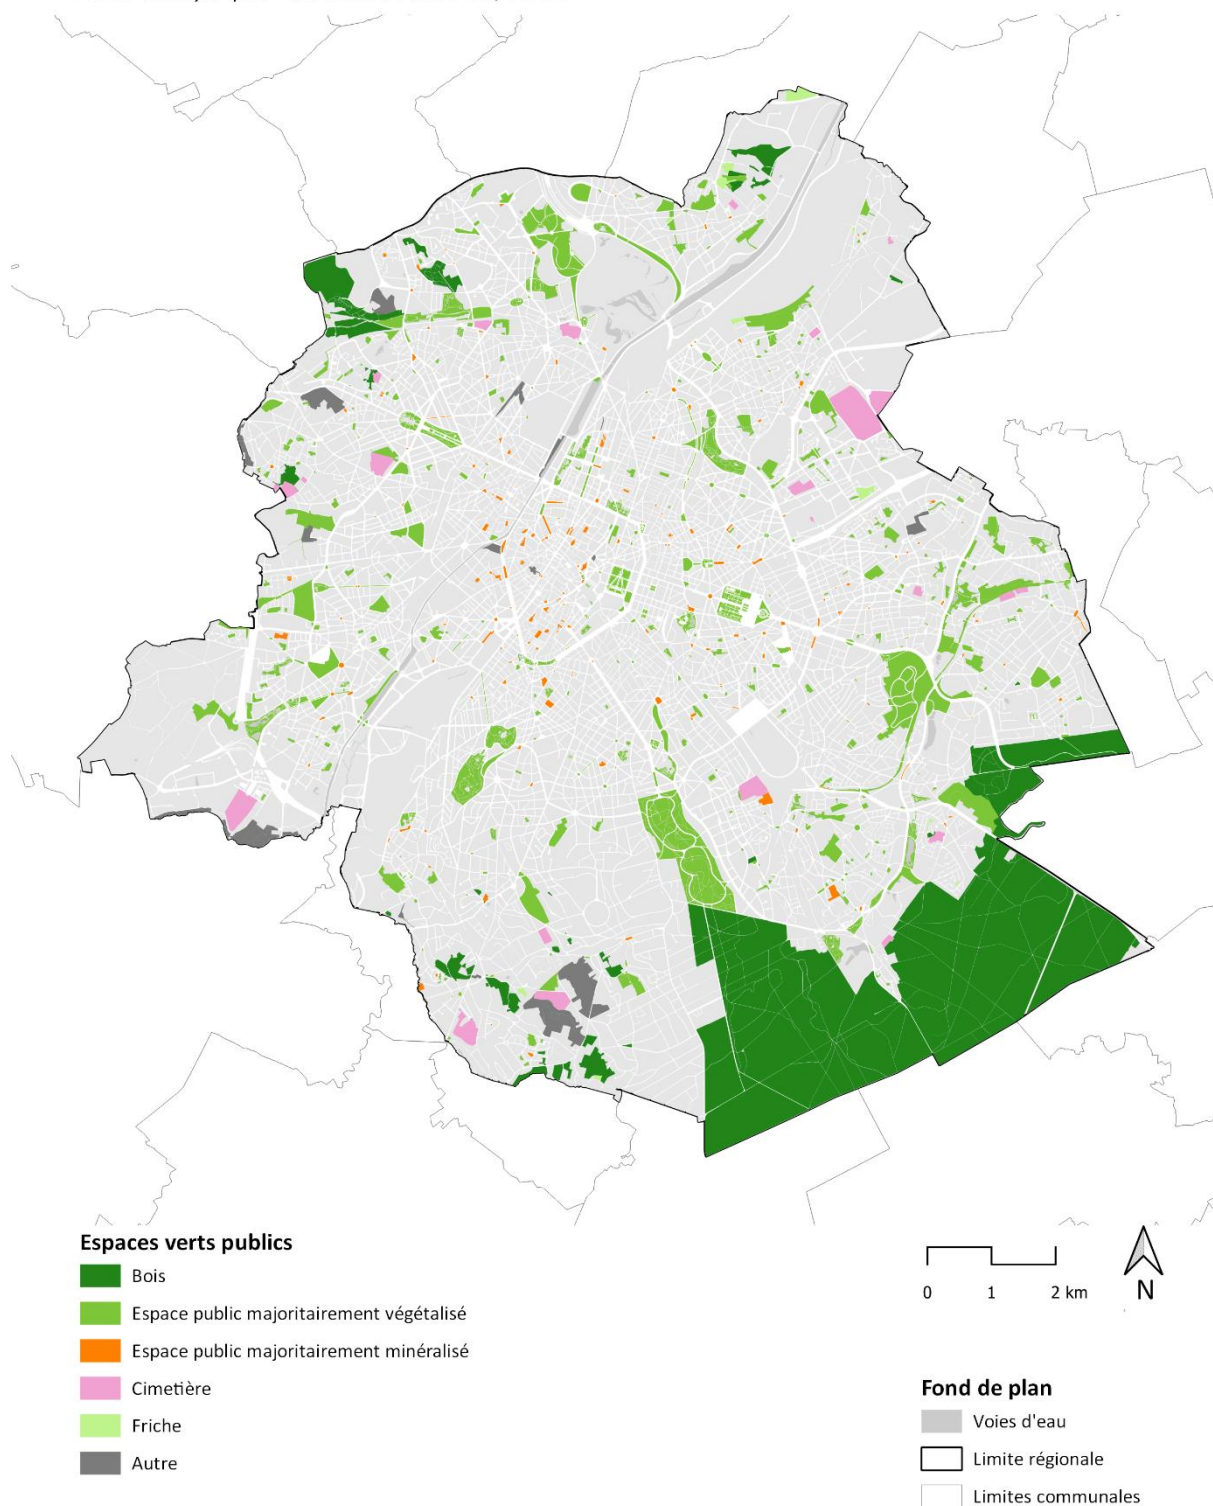 Espaces verts publics
Bois
Espace public majoritairement végétalisé
Espace public majoritairement minéralisé
Cimetière
Friche
Autre
0 1 2 km
N
Fond de plan
Voies d'eau
Limite régionale
Limites communales